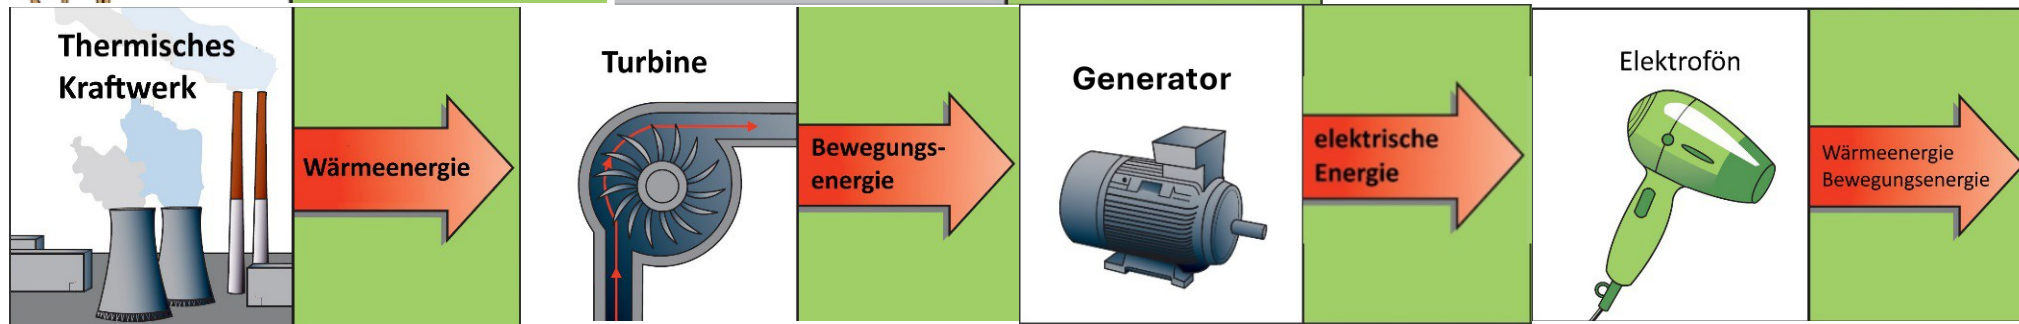 Thermisches
Kraftwerk
Wärmeenergie
Turbine
Bewegungs-
energie
Generator
elektrische
Energie
Elektrofön
Wärmeenergie
Bewegungsenergie